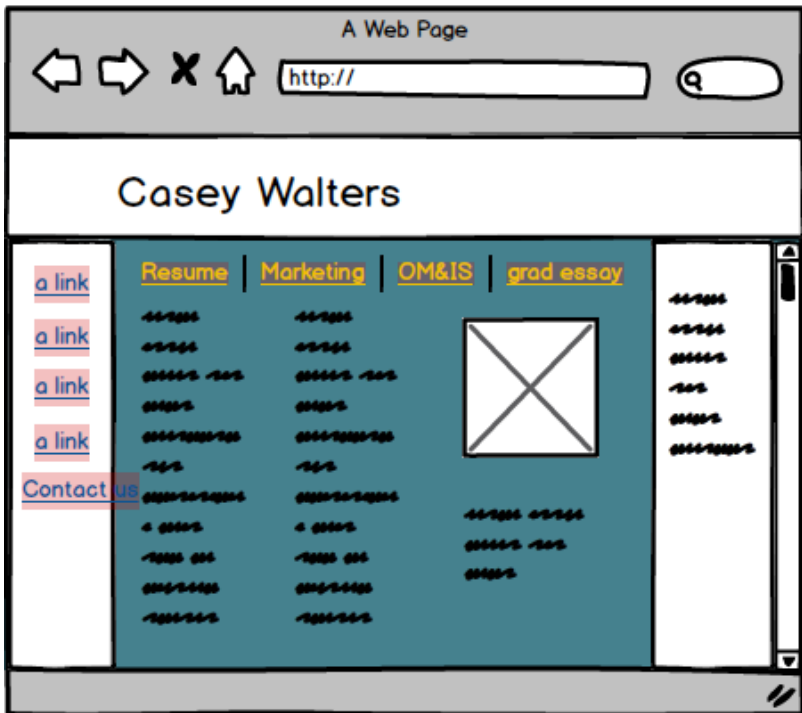 A Web Page
http://
Casey Walters
Resume | Marketing | OM&IS | grad essay
a link
a link
a link
a link
Contact us